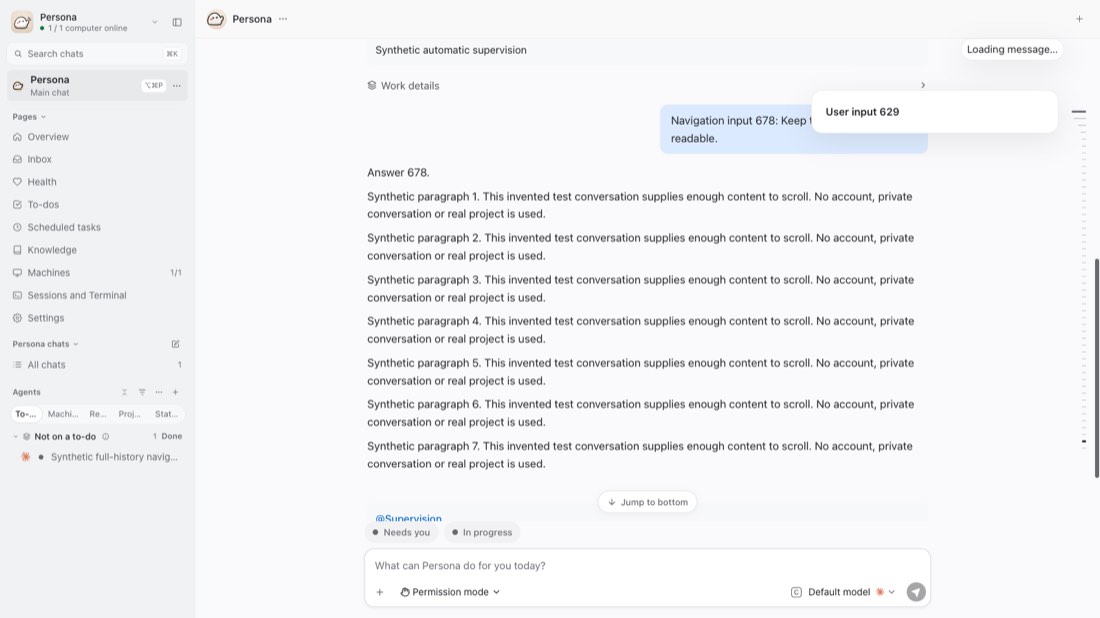 Persona
1 / 1 computer online
Search chats
⌘K
Persona
Main chat
⌥⌘P
Pages
Overview
Inbox
Health
To-dos
Scheduled tasks
Knowledge
Machines
1/1
Sessions and Terminal
Settings
Persona chats
All chats
1
Agents
To-...
Machi...
Re...
Proj...
Stat...
Not on a to-do
1 Done
Synthetic full-history navig...
Persona
Synthetic automatic supervision
Loading message...
Work details
User input 629
Navigation input 678: Keep
readable.
Answer 678.
Synthetic paragraph 1. This invented test conversation supplies enough content to scroll. No account, private
conversation or real project is used.
Synthetic paragraph 2. This invented test conversation supplies enough content to scroll. No account, private
conversation or real project is used.
Synthetic paragraph 3. This invented test conversation supplies enough content to scroll. No account, private
conversation or real project is used.
Synthetic paragraph 4. This invented test conversation supplies enough content to scroll. No account, private
conversation or real project is used.
Synthetic paragraph 5. This invented test conversation supplies enough content to scroll. No account, private
conversation or real project is used.
Synthetic paragraph 6. This invented test conversation supplies enough content to scroll. No account, private
conversation or real project is used.
Synthetic paragraph 7. This invented test conversation supplies enough content to scroll. No account, private
conversation or real project is used.
Jump to bottom
@Supervision
Needs you
In progress
What can Persona do for you today?
Permission mode
Default model